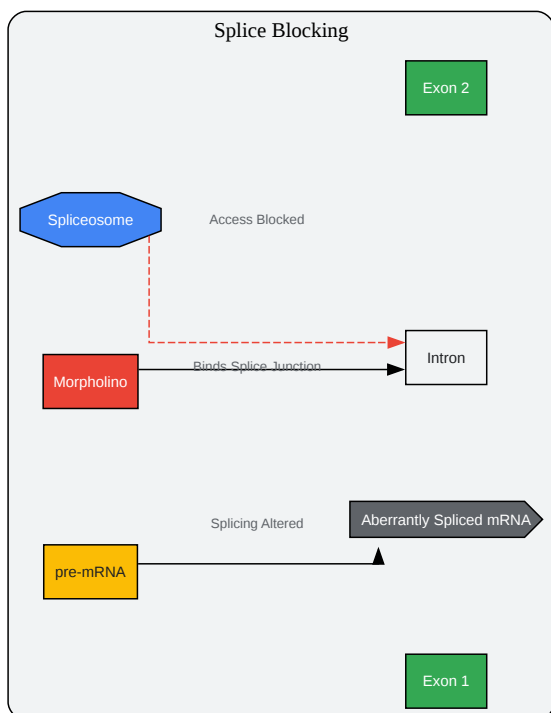 Splice Blocking
Exon 2
Spliceosome
Access Blocked
Intron
Binds Splice Junction
Morpholino
Aberrantly Spliced mRNA
Splicing Altered
pre-mRNA
Exon 1